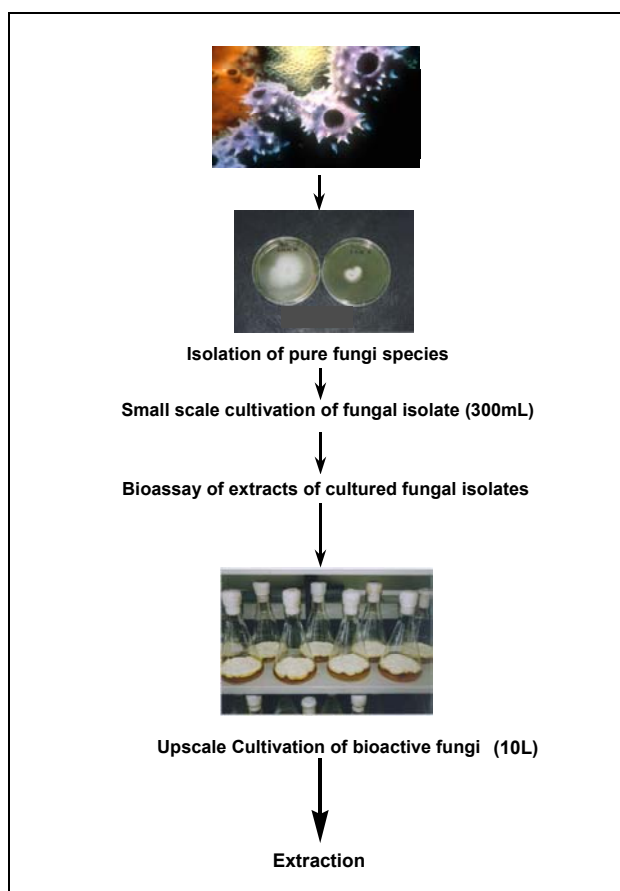 Isolation of pure fungi species
Small scale cultivation of fungal isolate (300mL)
Bioassay of extracts of cultured fungal isolates
Upscale Cultivation of bioactive fungi (10L)
Extraction